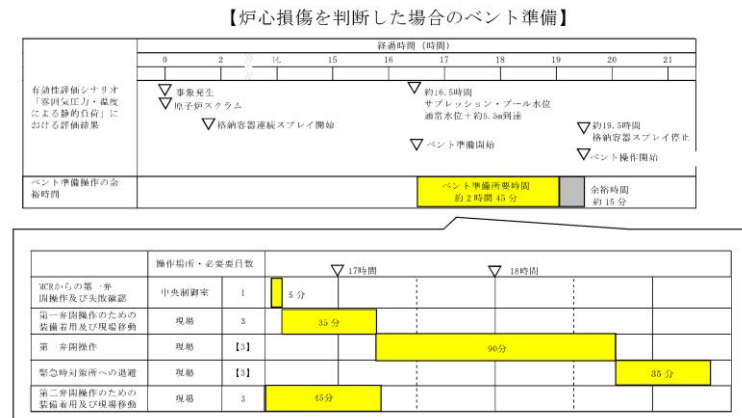 【炉心損傷を判断した場合のベント準備】
経過時間（時間）
0 2 15 16 17 18 19 20 21
有効性評価シナリオ
「雰囲気圧力・温度
による静的負荷」に
おける評価結果
事象発生
原子炉スクラム
格納容器連続スプレイ開始
約16.5時間
サプレッション・プール水位
通常水位＋約5.5m到達
ベント準備開始
約19.5時間
格納容器スプレイ停止
ベント操作開始
ベント準備操作の余
裕時間
ベント準備所要時間
約2時間45分
余裕時間
約15分
操作場所・必要要員数
17時間
18時間
MCRからの第一弁
開操作及び失敗確認
中央制御室 1 5分
第一弁開操作のための
装備着用及び現場移動
現場 3 35分
第一弁開操作 現場 【3】 90分
緊急時対策所への退避 現場 【3】 35分
第二弁開操作のための
装備着用及び現場移動
現場 3 45分